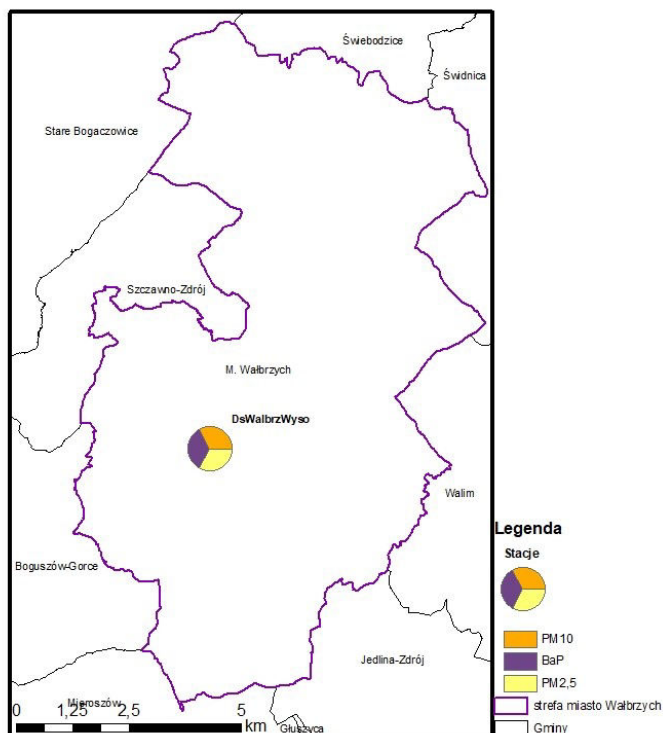 Świebodzice
Świdnica
Stare Bogaczowice
Szczawno-Zdrój
M. Wałbrzych
DsWalbrzWyso
Walim
Boguszów-Gorce
Jedlina-Zdrój
Mieroszów
Głuszyca
0 1,25 2,5 5
km
Legenda
Stacje
PM10
BaP
PM2,5
strefa miasto Wałbrzych
Gminy